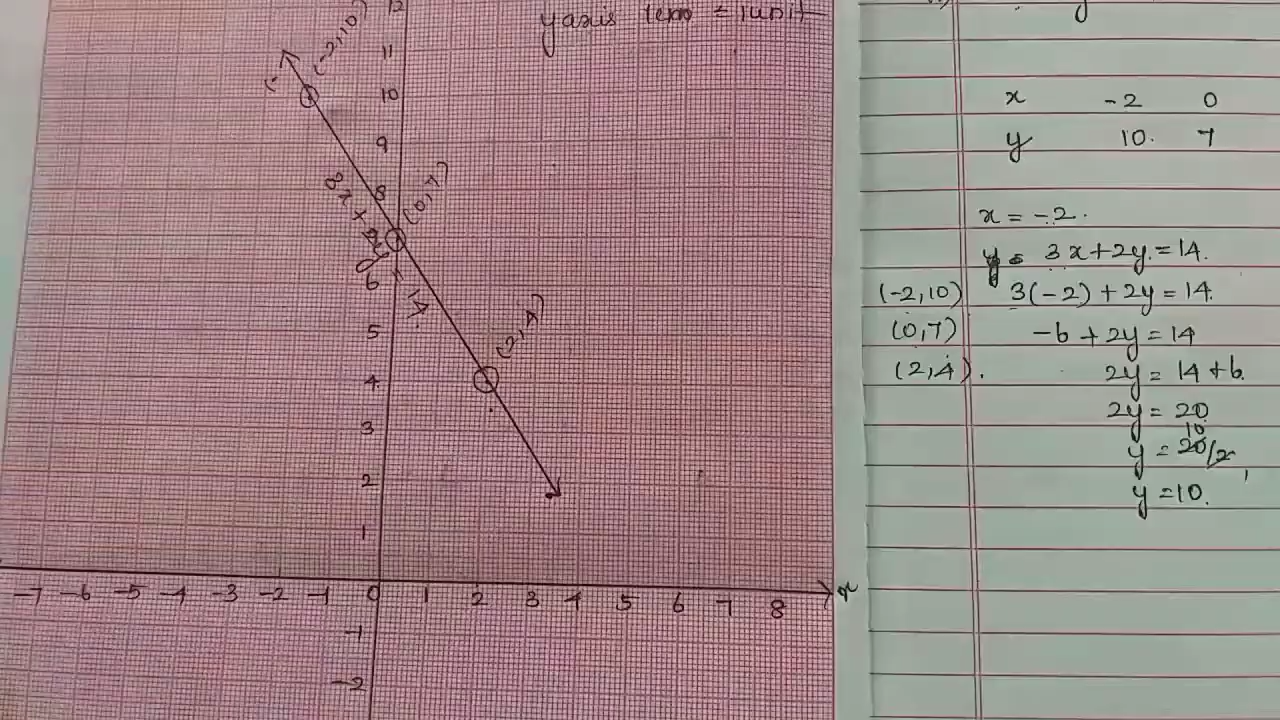 y axis 1cm = 1unit
12
11
(-2,10)
10
9
8
(0,7)
3x+2y=14.
6
5
(2,4)
4
3
2
1
-7 -6 -5 -4 -3 -2 -1 0 1 2 3 4 5 6 7 8 x
-1
-2
x -2 0
y 10. 7
x = -2.
y = 3x+2y=14.
(-2,10) 3(-2)+2y=14.
(0,7) -6+2y=14
(2,4). 2y=14+6.
2y=20
10
y=20/2
y=10.